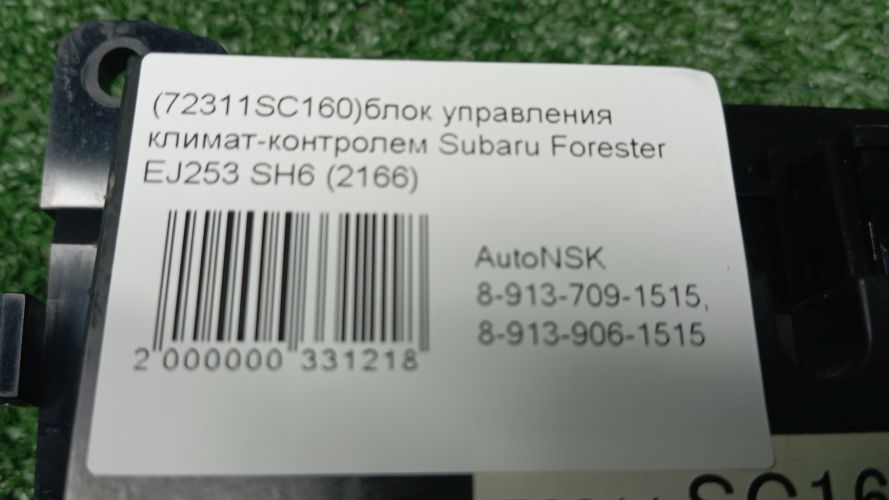 (72311SC160)блок управления
климат-контролем Subaru Forester
EJ253 SH6 (2166)
AutoNSK
8-913-709-1515,
8-913-906-1515
2 000000 331218